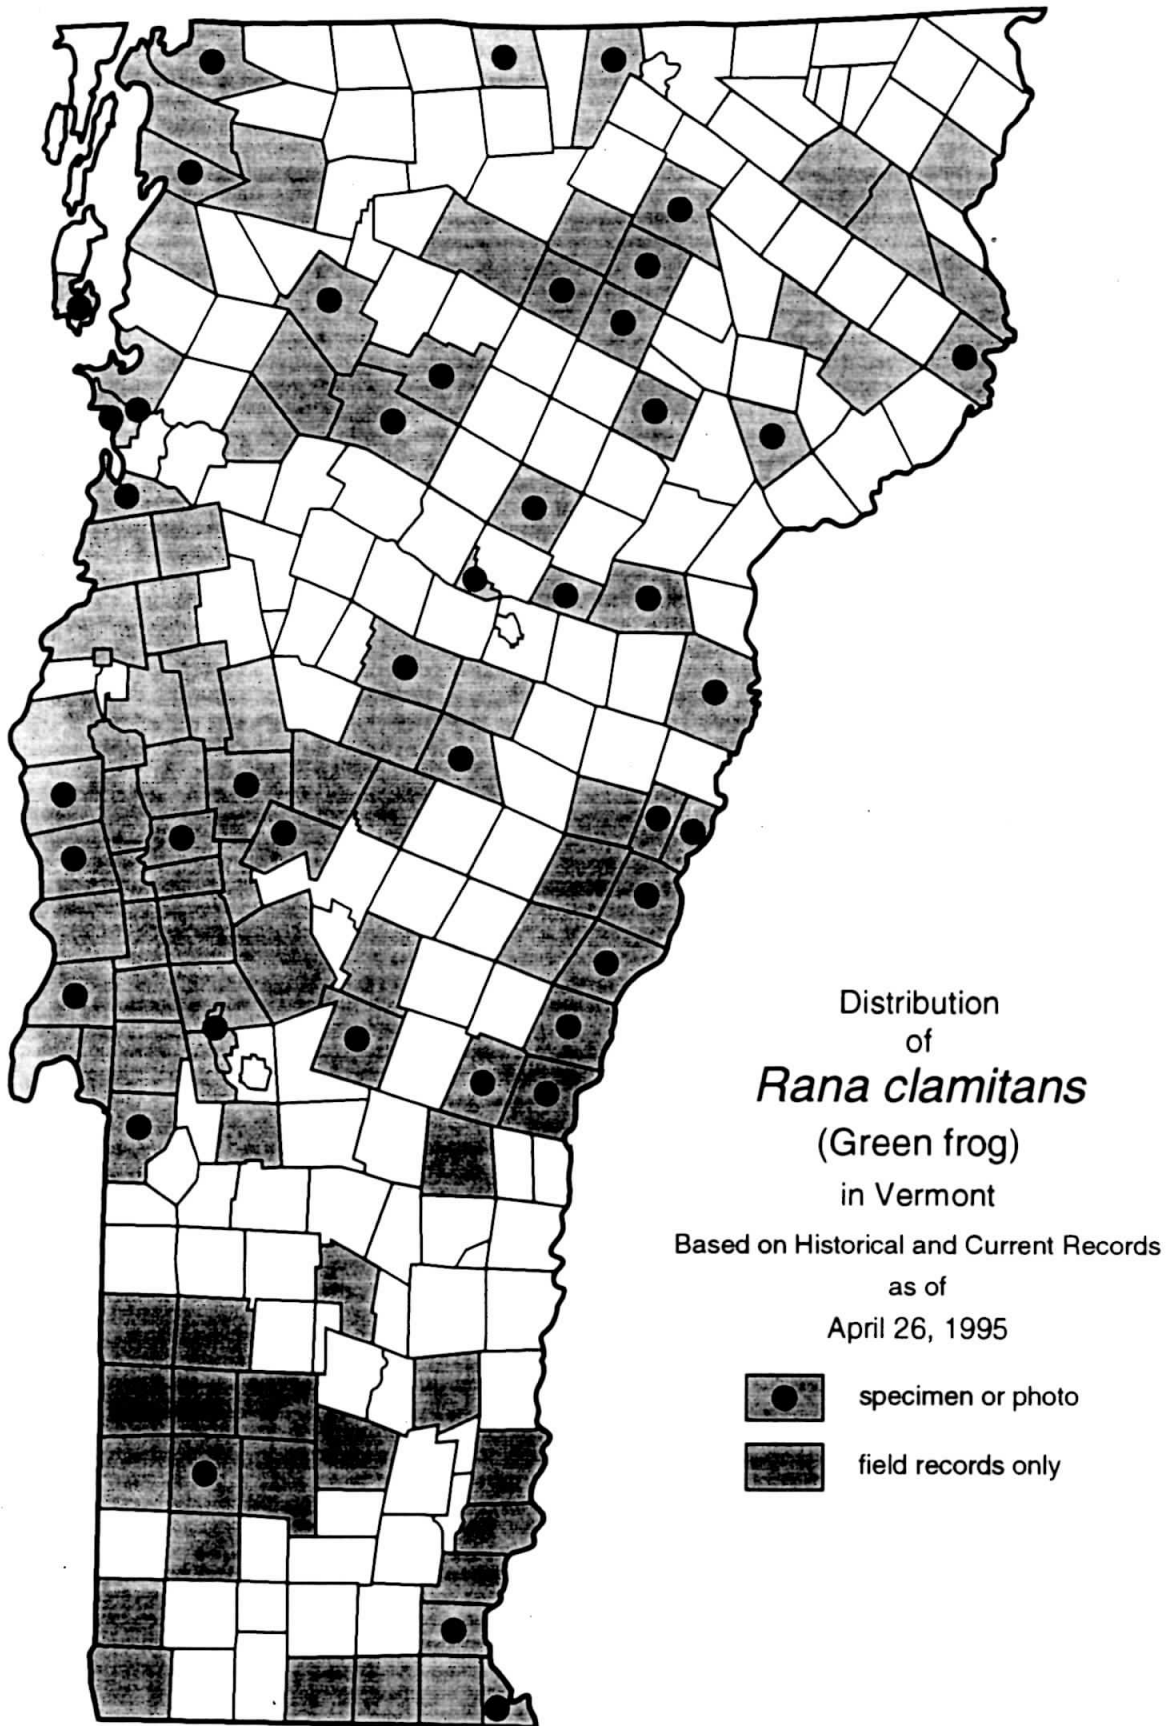 Distribution
of
Rana clamitans
(Green frog)
in Vermont
Based on Historical and Current Records
as of
April 26, 1995
specimen or photo
field records only